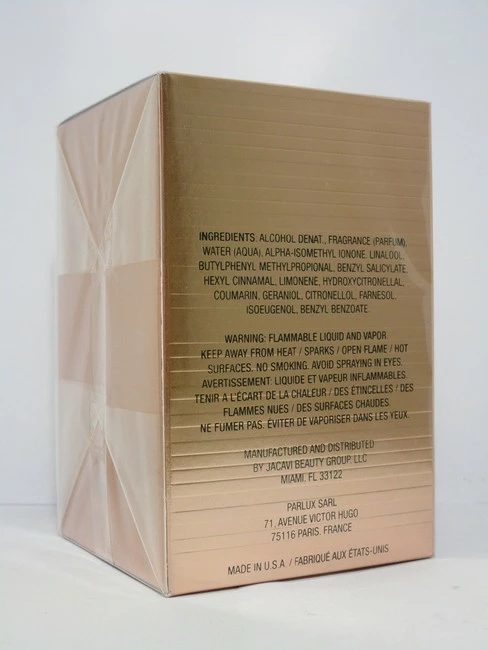 INGREDIENTS: ALCOHOL DENAT., FRAGRANCE (PARFUM),
WATER (AQUA), ALPHA-ISOMETHYL IONONE, LINALOOL,
BUTYLPHENYL METHYLPROPIONAL, BENZYL SALICYLATE,
HEXYL CINNAMAL, LIMONENE, HYDROXYCITRONELLAL,
COUMARIN, GERANIOL, CITRONELLOL, FARNESOL,
ISOEUGENOL, BENZYL BENZOATE
WARNING: FLAMMABLE LIQUID AND VAPOR.
KEEP AWAY FROM HEAT / SPARKS / OPEN FLAME / HOT
SURFACES. NO SMOKING. AVOID SPRAYING IN EYES.
AVERTISSEMENT: LIQUIDE ET VAPEUR INFLAMMABLES.
TENIR A L'ÉCART DE LA CHALEUR / DES ÉTINCELLES / DES
FLAMMES NUES / DES SURFACES CHAUDES.
NE FUMER PAS. ÉVITER DE VAPORISER DANS LES YEUX.
MANUFACTURED AND DISTRIBUTED
BY JACAVI BEAUTY GROUP, LLC
MIAMI, FL 33122
PARLUX SARL
71, AVENUE VICTOR HUGO
75116 PARIS, FRANCE
MADE IN U.S.A. / FABRIQUÉ AUX ÉTATS-UNIS